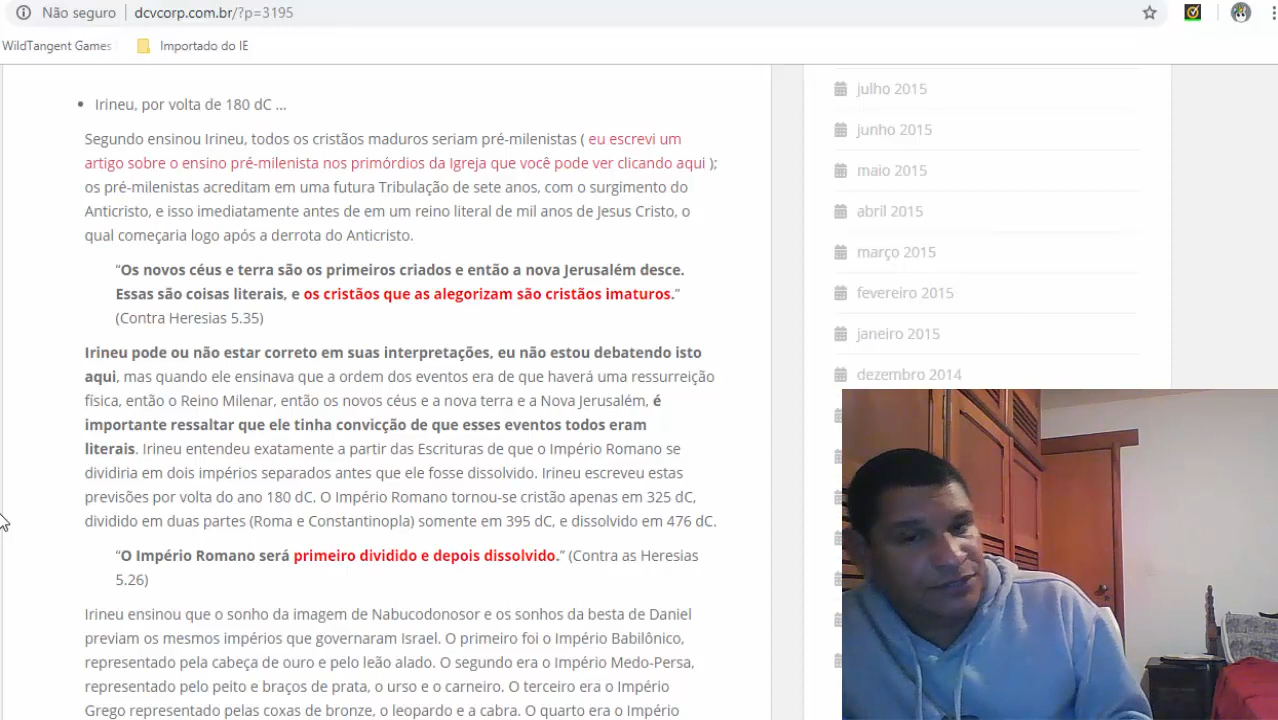 Não seguro
dcvcorp.com.br/?p=3195
WildTangent Games
Importado do IE
Irineu, por volta de 180 dC ...
Segundo ensinou Irineu, todos os cristãos maduros seriam pré-milenistas ( eu escrevi um
artigo sobre o ensino pré-milenista nos primórdios da Igreja que você pode ver clicando aqui );
os pré-milenistas acreditam em uma futura Tribulação de sete anos, com o surgimento do
Anticristo, e isso imediatamente antes de em um reino literal de mil anos de Jesus Cristo, o
qual começaria logo após a derrota do Anticristo.
“Os novos céus e terra são os primeiros criados e então a nova Jerusalém desce.
Essas são coisas literais, e os cristãos que as alegorizam são cristãos imaturos.”
(Contra Heresias 5.35)
Irineu pode ou não estar correto em suas interpretações, eu não estou debatendo isto
aqui, mas quando ele ensinava que a ordem dos eventos era de que haverá uma ressurreição
física, então o Reino Milenar, então os novos céus e a nova terra e a Nova Jerusalém, é
importante ressaltar que ele tinha convicção de que esses eventos todos eram
literais. Irineu entendeu exatamente a partir das Escrituras de que o Império Romano se
dividiria em dois impérios separados antes que ele fosse dissolvido. Irineu escreveu estas
previsões por volta do ano 180 dC. O Império Romano tornou-se cristão apenas em 325 dC,
dividido em duas partes (Roma e Constantinopla) somente em 395 dC, e dissolvido em 476 dC.
“O Império Romano será primeiro dividido e depois dissolvido.” (Contra as Heresias
5.26)
Irineu ensinou que o sonho da imagem de Nabucodonosor e os sonhos da besta de Daniel
previam os mesmos impérios que governaram Israel. O primeiro foi o Império Babilônico,
representado pela cabeça de ouro e pelo leão alado. O segundo era o Império Medo-Persa,
representado pelo peito e braços de prata, o urso e o carneiro. O terceiro era o Império
Grego representado pelas coxas de bronze, o leopardo e a cabra. O quarto era o Império
julho 2015
junho 2015
maio 2015
abril 2015
março 2015
fevereiro 2015
janeiro 2015
dezembro 2014